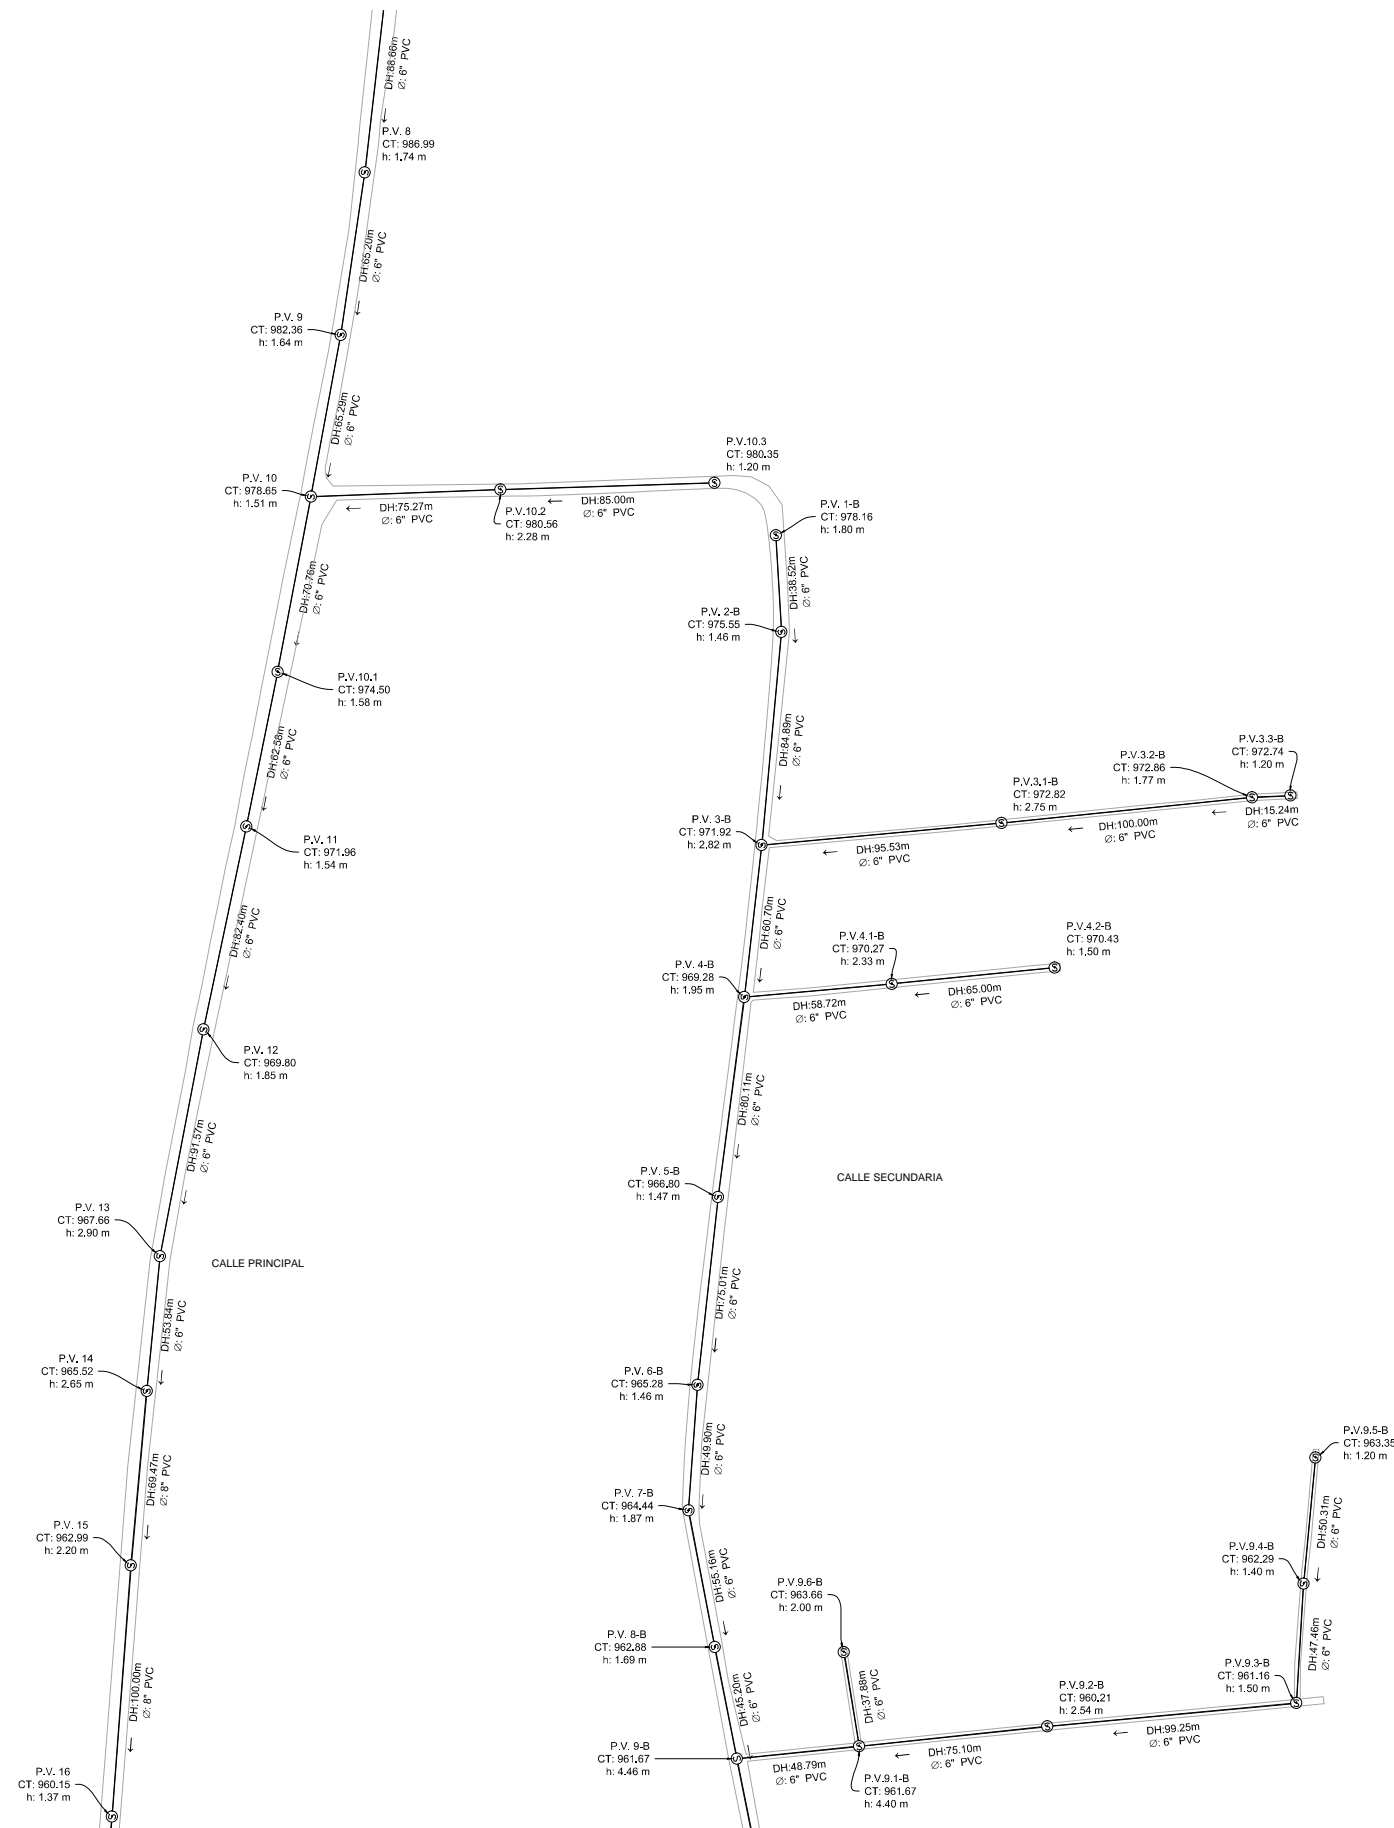 DH:88.66m
Ø: 6" PVC
P.V. 8
CT: 986.99
h: 1.74 m
DH:65.20m
Ø: 6" PVC
P.V. 9
CT: 982.36
h: 1.64 m
DH:65.29m
Ø: 6" PVC
P.V. 10
CT: 978.65
h: 1.51 m
DH:75.27m
Ø: 6" PVC
P.V.10.2
CT: 980.56
h: 2.28 m
DH:85.00m
Ø: 6" PVC
P.V.10.3
CT: 980.35
h: 1.20 m
P.V. 1-B
CT: 978.16
h: 1.80 m
DH:38.52m
Ø: 6" PVC
P.V. 2-B
CT: 975.55
h: 1.46 m
DH:70.76m
Ø: 6" PVC
P.V.10.1
CT: 974.50
h: 1.58 m
DH:62.58m
Ø: 6" PVC
DH:84.89m
Ø: 6" PVC
P.V.3.3-B
CT: 972.74
h: 1.20 m
P.V.3.2-B
CT: 972.86
h: 1.77 m
P.V.3.1-B
CT: 972.82
h: 2.75 m
DH:15.24m
Ø: 6" PVC
DH:100.00m
Ø: 6" PVC
P.V. 3-B
CT: 971.92
h: 2.82 m
DH:95.53m
Ø: 6" PVC
P.V. 11
CT: 971.96
h: 1.54 m
DH:82.40m
Ø: 6" PVC
DH:60.70m
Ø: 6" PVC
P.V.4.1-B
CT: 970.27
h: 2.33 m
P.V.4.2-B
CT: 970.43
h: 1.50 m
P.V. 4-B
CT: 969.28
h: 1.95 m
DH:58.72m
Ø: 6" PVC
DH:65.00m
Ø: 6" PVC
P.V. 12
CT: 969.80
h: 1.85 m
DH:91.57m
Ø: 6" PVC
DH:80.11m
Ø: 6" PVC
P.V. 5-B
CT: 966.80
h: 1.47 m
CALLE SECUNDARIA
P.V. 13
CT: 967.66
h: 2.90 m
CALLE PRINCIPAL
DH:75.01m
Ø: 6" PVC
DH:53.84m
Ø: 6" PVC
P.V. 14
CT: 965.52
h: 2.65 m
P.V. 6-B
CT: 965.28
h: 1.46 m
DH:69.47m
Ø: 8" PVC
DH:49.90m
Ø: 6" PVC
P.V.9.5-B
CT: 963.35
h: 1.20 m
P.V. 7-B
CT: 964.44
h: 1.87 m
P.V. 15
CT: 962.99
h: 2.20 m
DH:50.31m
Ø: 6" PVC
P.V.9.4-B
CT: 962.29
h: 1.40 m
DH:55.16m
Ø: 6" PVC
P.V.9.6-B
CT: 963.66
h: 2.00 m
P.V. 8-B
CT: 962.88
h: 1.69 m
DH:47.46m
Ø: 6" PVC
DH:100.00m
Ø: 8" PVC
DH:45.20m
Ø: 6" PVC
DH:37.88m
Ø: 6" PVC
P.V.9.3-B
CT: 961.16
h: 1.50 m
P.V.9.2-B
CT: 960.21
h: 2.54 m
DH:99.25m
Ø: 6" PVC
P.V. 9-B
CT: 961.67
h: 4.46 m
DH:75.10m
Ø: 6" PVC
DH:48.79m
Ø: 6" PVC
P.V.9.1-B
CT: 961.67
h: 4.40 m
P.V. 16
CT: 960.15
h: 1.37 m